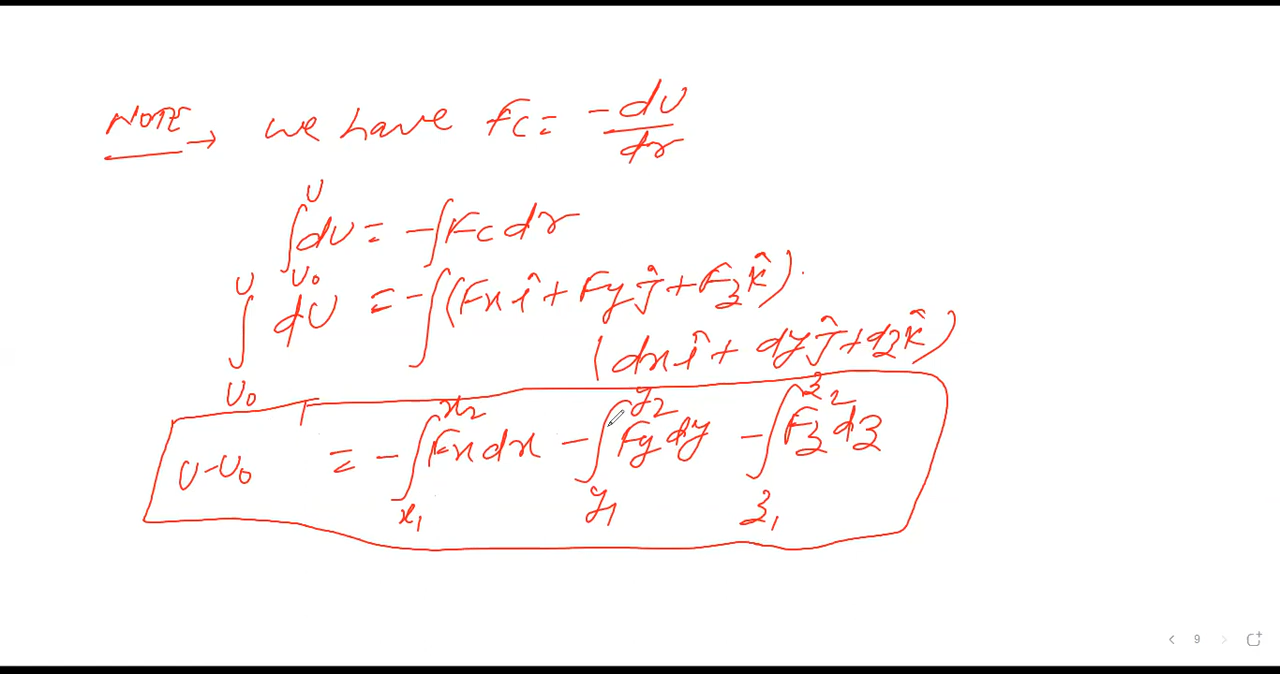 NOTE → we have Fc = -dU/dr
∫_{U₀}^{U} dU = -∫Fc dr
∫_{U₀}^{U} dU = -∫(Fx î + Fy ĵ + Fz k̂).
(dx î + dy ĵ + dz k̂)
U-U₀ = -∫_{x₁}^{x₂} Fx dx - ∫_{y₁}^{y₂} Fy dy - ∫_{z₁}^{z₂} Fz dz
9